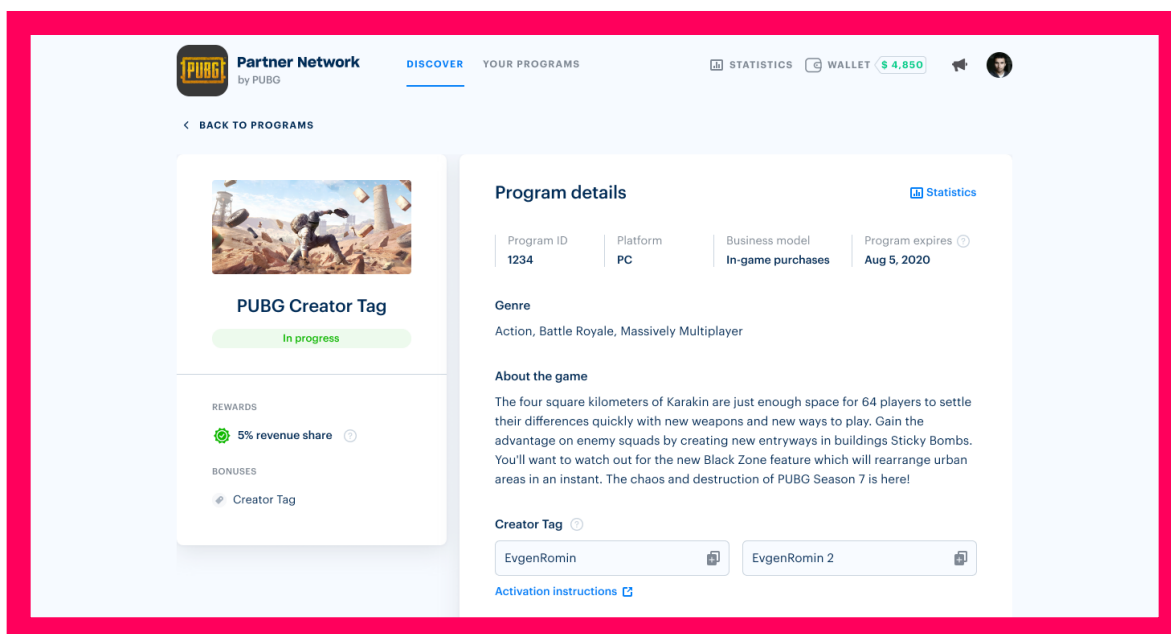 PUBG
Partner Network
by PUBG
DISCOVER
YOUR PROGRAMS
STATISTICS
WALLET
$ 4,850
BACK TO PROGRAMS
PUBG Creator Tag
In progress
REWARDS
5% revenue share
BONUSES
Creator Tag
Program details
Statistics
Program ID
1234
Platform
PC
Business model
In-game purchases
Program expires
Aug 5, 2020
Genre
Action, Battle Royale, Massively Multiplayer
About the game
The four square kilometers of Karakin are just enough space for 64 players to settle
their differences quickly with new weapons and new ways to play. Gain the
advantage on enemy squads by creating new entryways in buildings Sticky Bombs.
You'll want to watch out for the new Black Zone feature which will rearrange urban
areas in an instant. The chaos and destruction of PUBG Season 7 is here!
Creator Tag
EvgenRomin
EvgenRomin 2
Activation instructions